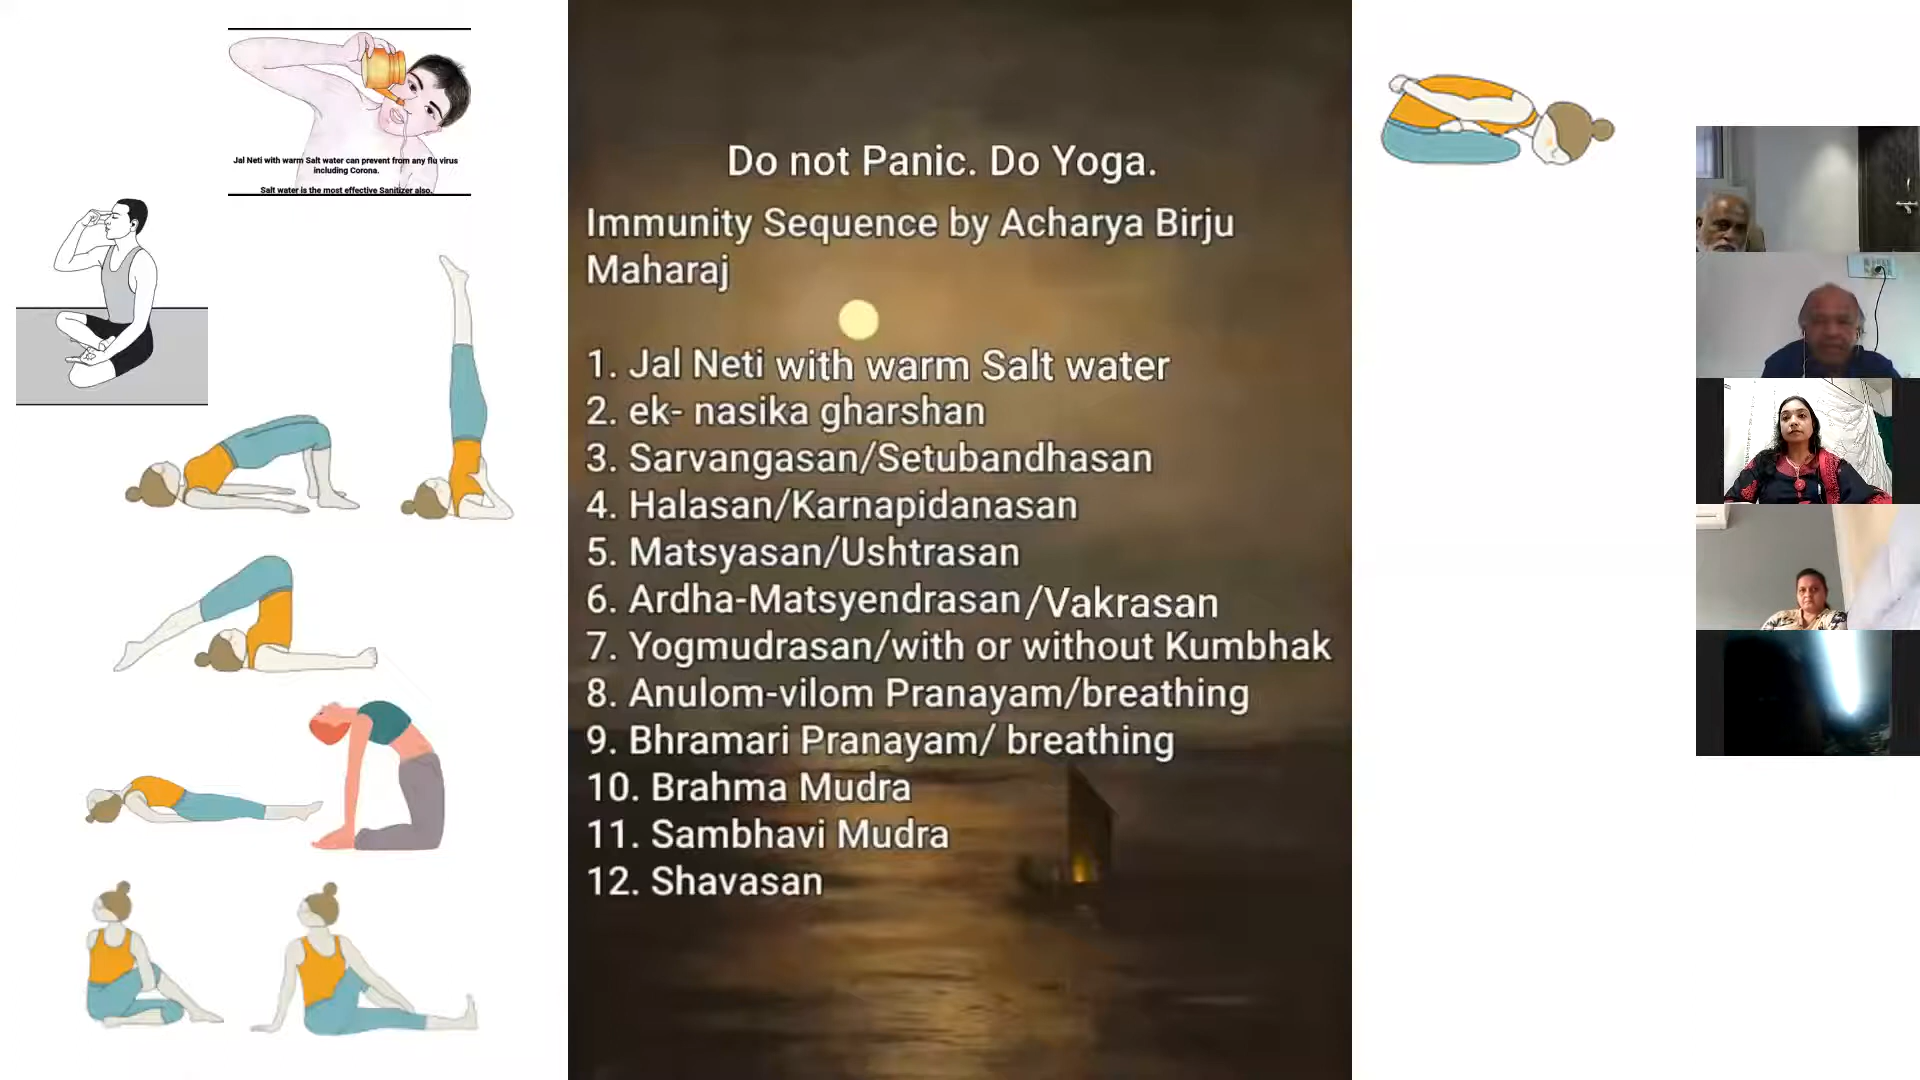 Jal Neti with warm Salt water can prevent from any flu virus
including Corona.
Salt water is the most effective Sanitizer also.
Do not Panic. Do Yoga.
Immunity Sequence by Acharya Birju
Maharaj
1. Jal Neti with warm Salt water
2. ek- nasika gharshan
3. Sarvangasan/Setubandhasan
4. Halasan/Karnapidanasan
5. Matsyasan/Ushtrasan
6. Ardha-Matsyendrasan/Vakrasan
7. Yogmudrasan/with or without Kumbhak
8. Anulom-vilom Pranayam/breathing
9. Bhramari Pranayam/ breathing
10. Brahma Mudra
11. Sambhavi Mudra
12. Shavasan